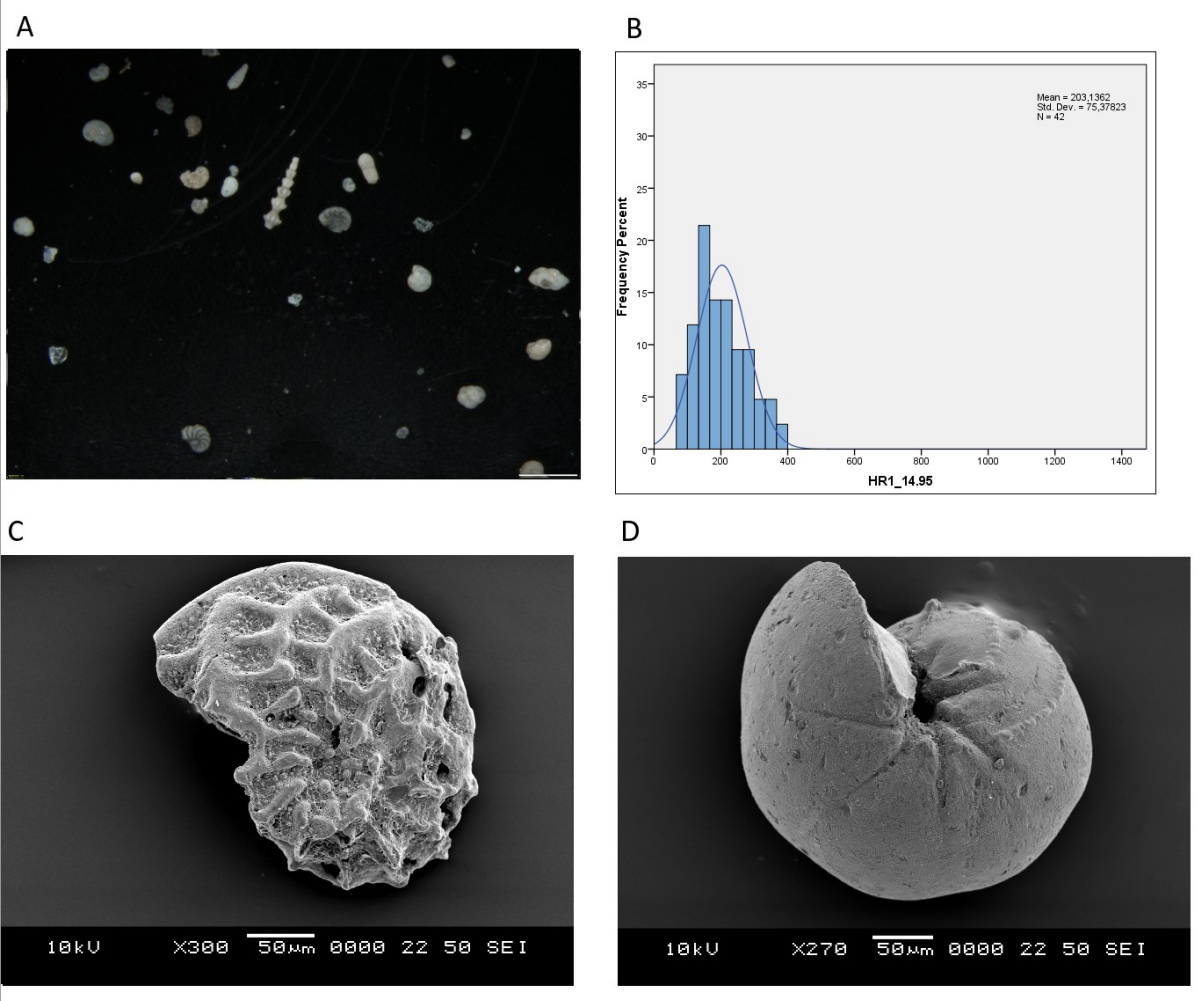 A
B
Mean = 203,1362
Std. Dev. = 75,37823
N = 42
35
30
25
20
15
10
5
0
Frequency Percent
0 200 400 600 800 1000 1200 1400
HR1_14.95
C
D
10kV X300 50µm 0000 22 50 SEI
10kV X270 50µm 0000 22 50 SEI